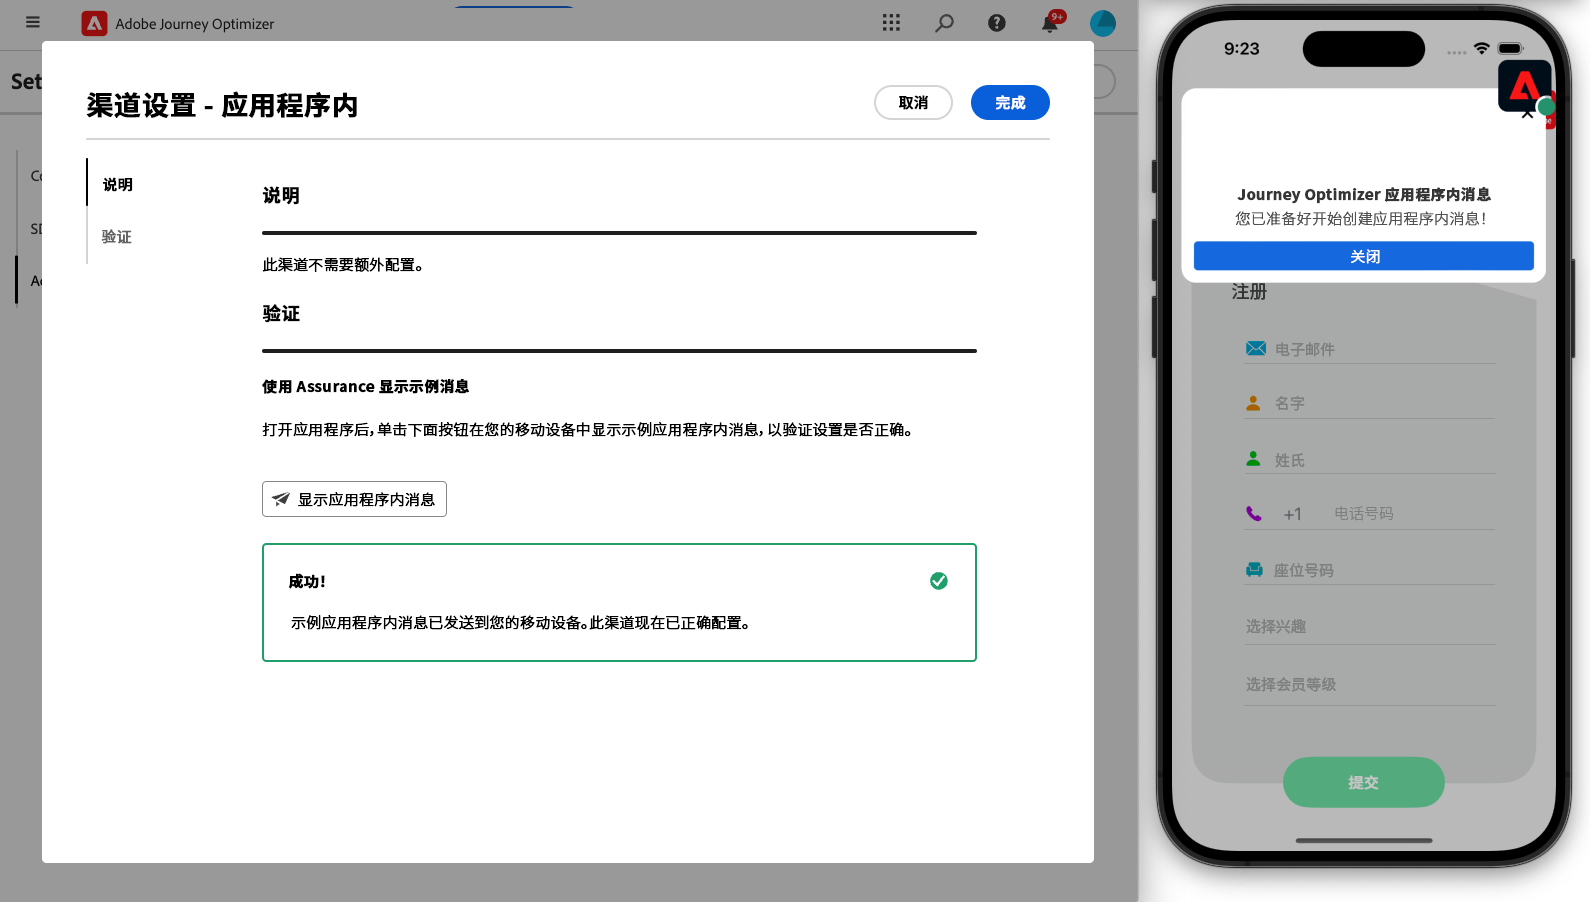 Adobe Journey Optimizer
9+
Set
渠道设置 - 应用程序内
取消
完成
说明
验证
说明
此渠道不需要额外配置。
验证
使用 Assurance 显示示例消息
打开应用程序后，单击下面按钮在您的移动设备中显示示例应用程序内消息，以验证设置是否正确。
显示应用程序内消息
成功！
示例应用程序内消息已发送到您的移动设备。此渠道现在已正确配置。
9:23
Journey Optimizer 应用程序内消息
您已准备好开始创建应用程序内消息！
关闭
注册
电子邮件
名字
姓氏
+1
电话号码
座位号码
选择兴趣
选择会员等级
提交